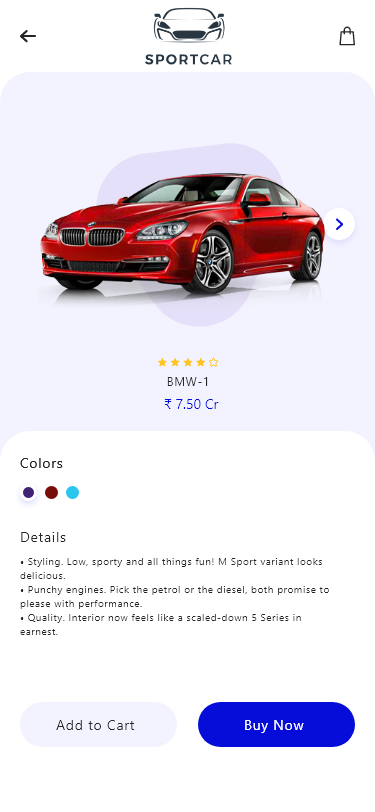 SPORTCAR
BMW-1
₹ 7.50 Cr
Colors
Details
• Styling. Low, sporty and all things fun! M Sport variant looks
delicious.
• Punchy engines. Pick the petrol or the diesel, both promise to
please with performance.
• Quality. Interior now feels like a scaled-down 5 Series in
earnest.
Add to Cart
Buy Now